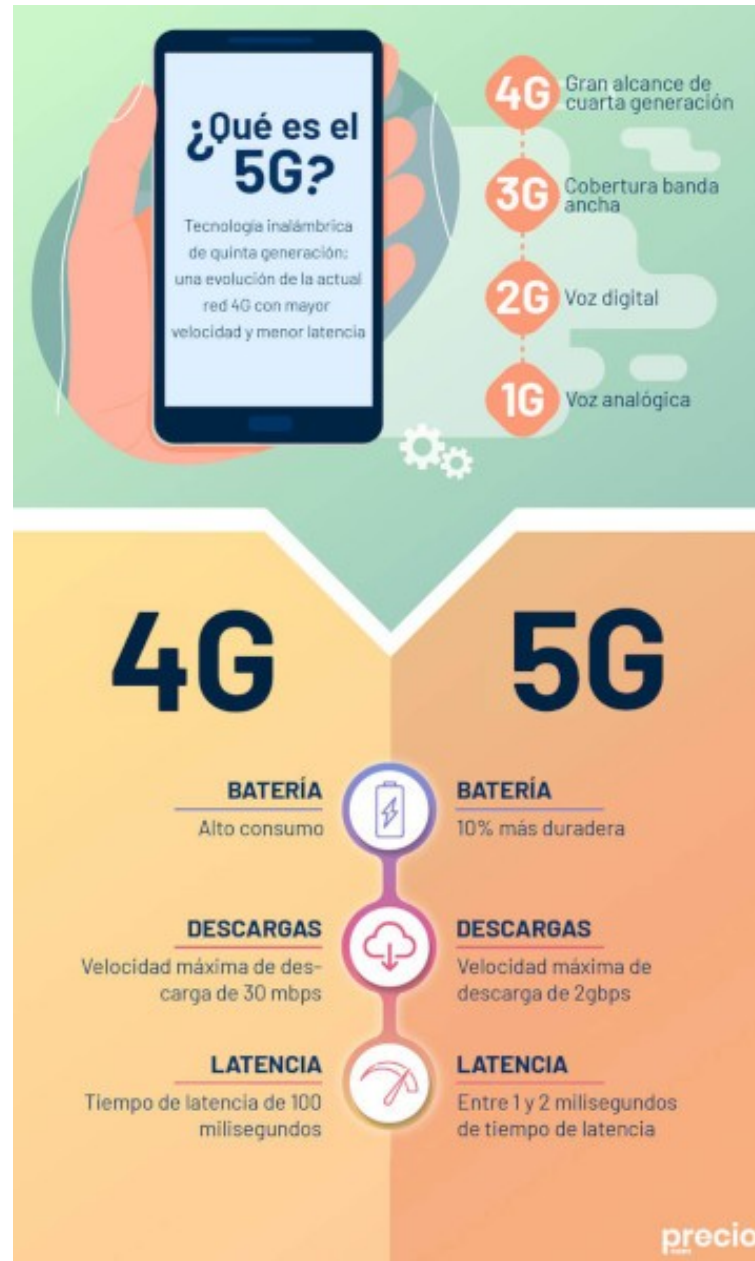 ¿Qué es el
5G?
Tecnología inalámbrica
de quinta generación;
una evolución de la actual
red 4G con mayor
velocidad y menor latencia
4G
Gran alcance de
cuarta generación
3G
Cobertura banda
ancha
2G
Voz digital
1G
Voz analógica
4G
5G
BATERÍA
Alto consumo
BATERÍA
10% más duradera
DESCARGAS
Velocidad máxima de des-
carga de 30 mbps
DESCARGAS
Velocidad máxima de
descarga de 2gbps
LATENCIA
Tiempo de latencia de 100
milisegundos
LATENCIA
Entre 1 y 2 milisegundos
de tiempo de latencia
precio